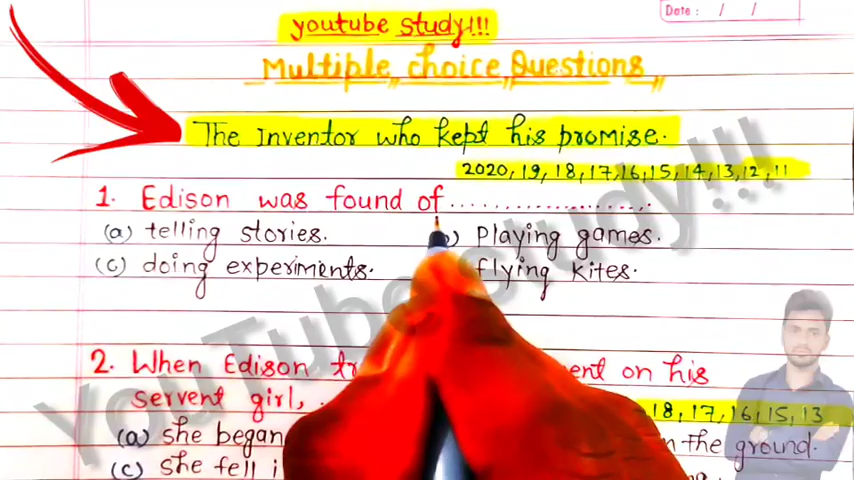 Date : / /
youtube study!!!
Multiple choice Questions
The Inventor who kept his promise.
2020, 19, 18, 17, 16, 15, 14, 13, 12, 11
1. Edison was found of....................
(a) telling stories.
) Playing games.
(c) doing experiments.
flying kites.
2. When Edison ent on his
servent girl,
18, 17, 16, 15, 13
(a) she began
the ground.
(c) she fell
YouTube study!!!